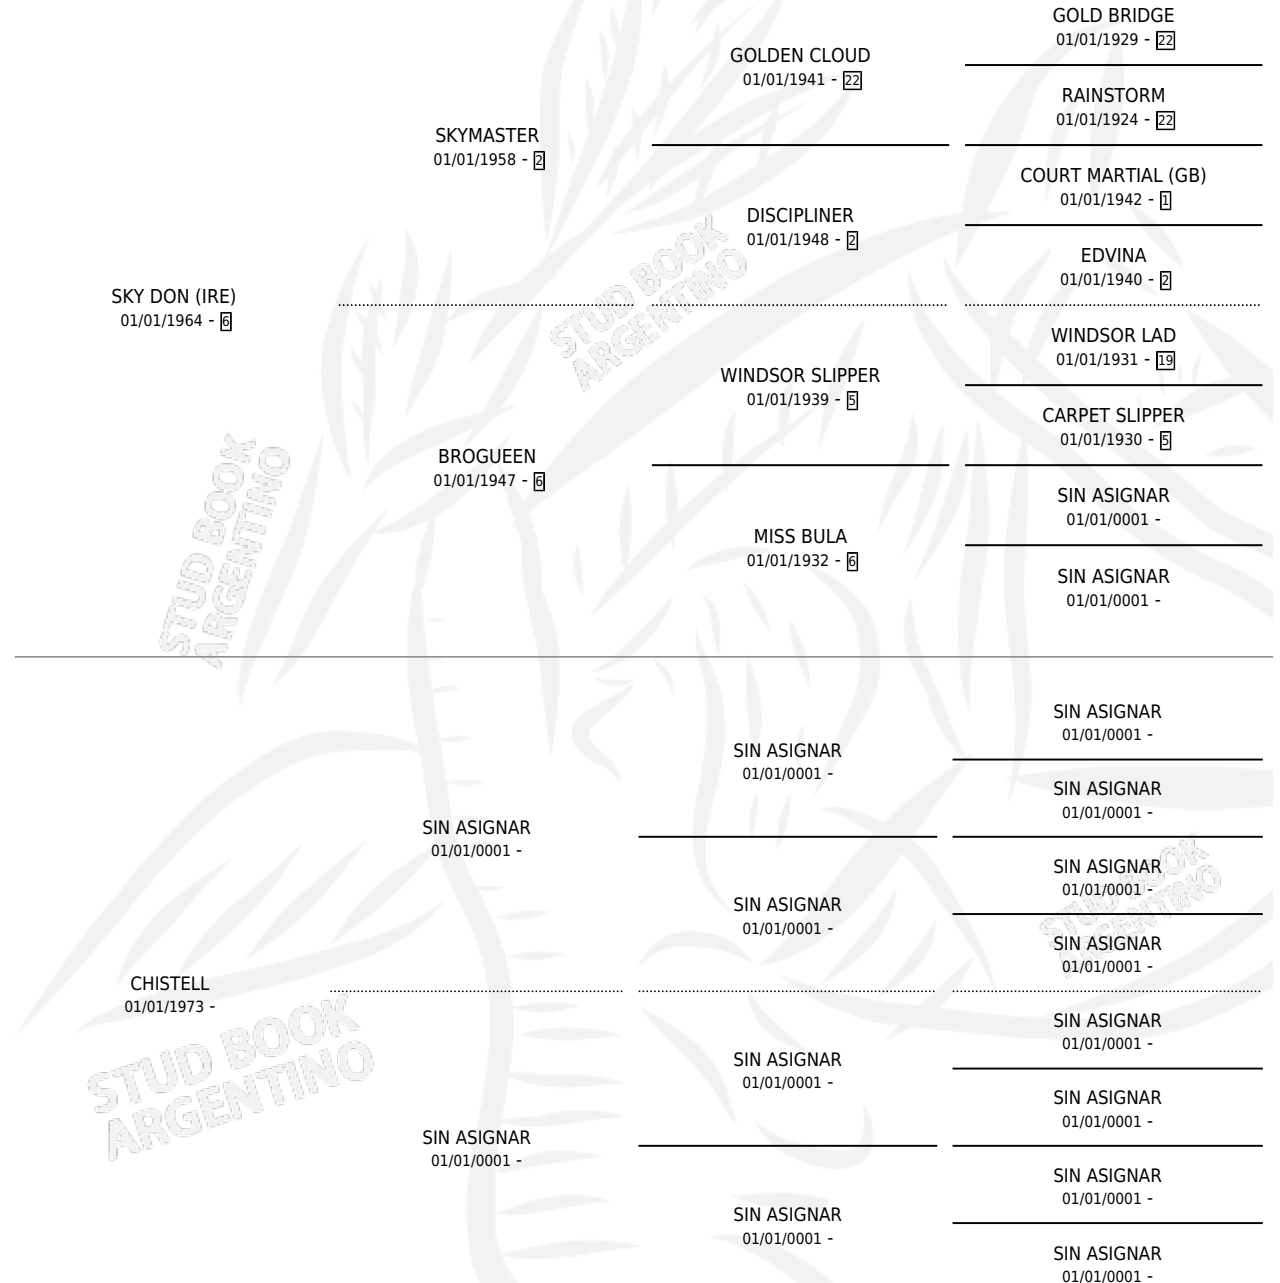 GOLD BRIDGE
01/01/1929 - 22
GOLDEN CLOUD
01/01/1941 - 22
RAINSTORM
01/01/1924 - 22
SKYMASTER
01/01/1958 - 2
COURT MARTIAL (GB)
01/01/1942 - 1
DISCIPLINER
01/01/1948 - 2
EDVINA
01/01/1940 - 2
SKY DON (IRE)
01/01/1964 - 6
WINDSOR LAD
01/01/1931 - 19
WINDSOR SLIPPER
01/01/1939 - 5
CARPET SLIPPER
01/01/1930 - 5
BROGUEEN
01/01/1947 - 6
SIN ASIGNAR
01/01/0001 -
MISS BULA
01/01/1932 - 6
SIN ASIGNAR
01/01/0001 -
STUD BOOK
ARGENTINO
STUD BOOK
ARGENTINO
SIN ASIGNAR
01/01/0001 -
SIN ASIGNAR
01/01/0001 -
SIN ASIGNAR
01/01/0001 -
SIN ASIGNAR
01/01/0001 -
SIN ASIGNAR
01/01/0001 -
SIN ASIGNAR
01/01/0001 -
SIN ASIGNAR
01/01/0001 -
STUD BOOK
ARGENTINO
CHISTELL
01/01/1973 -
SIN ASIGNAR
01/01/0001 -
SIN ASIGNAR
01/01/0001 -
SIN ASIGNAR
01/01/0001 -
SIN ASIGNAR
01/01/0001 -
SIN ASIGNAR
01/01/0001 -
SIN ASIGNAR
01/01/0001 -
SIN ASIGNAR
01/01/0001 -
STUD BOOK
ARGENTINO